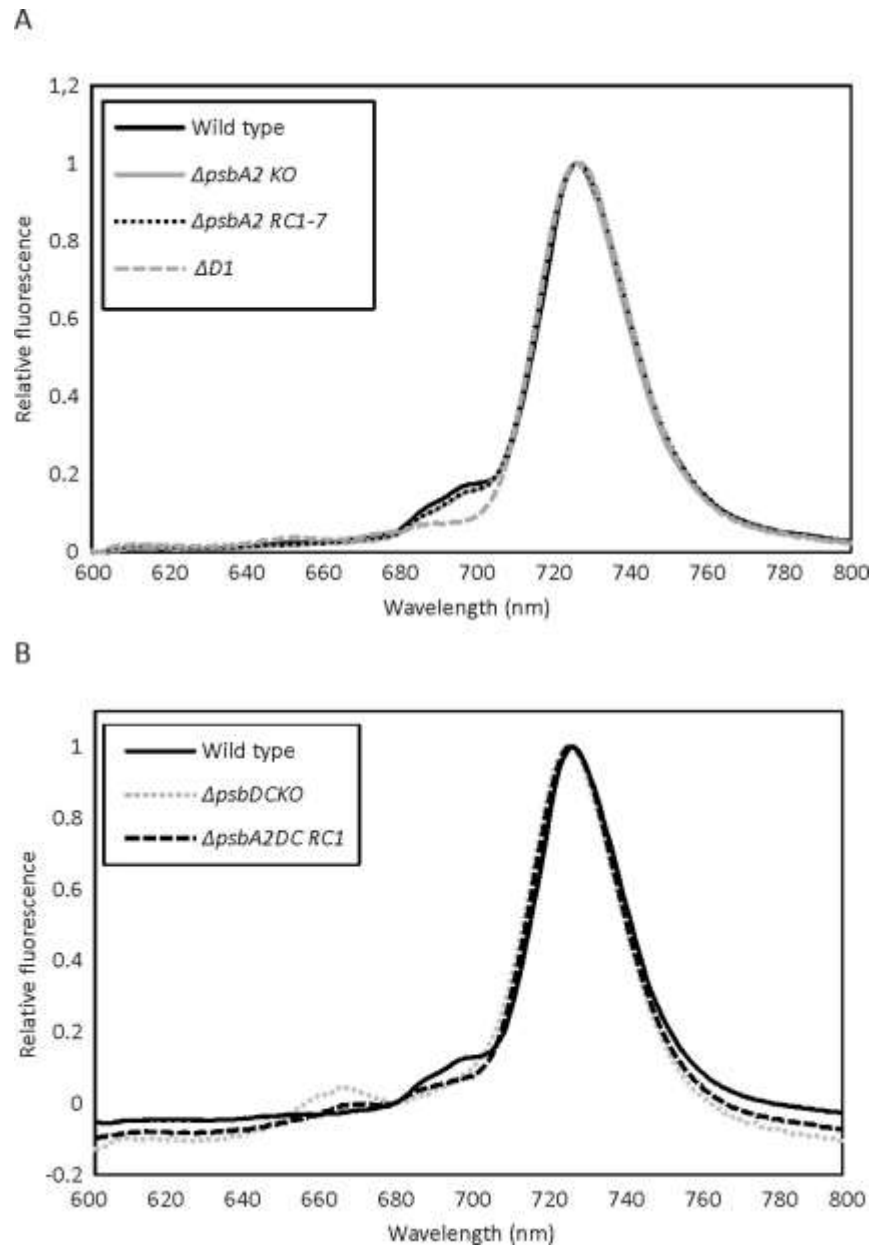 A
Relative fluorescence
1,2
1
0.8
0.6
0.4
0.2
0
Wild type
ΔpsbA2 KO
ΔpsbA2 RC1-7
ΔD1
600 620 640 660 680 700 720 740 760 780 800
Wavelength (nm)
B
Relative fluorescence
1
0.8
0.6
0.4
0.2
0
-0.2
Wild type
ΔpsbDCKO
ΔpsbA2DC RC1
600 620 640 660 680 700 720 740 760 780 800
Wavelength (nm)